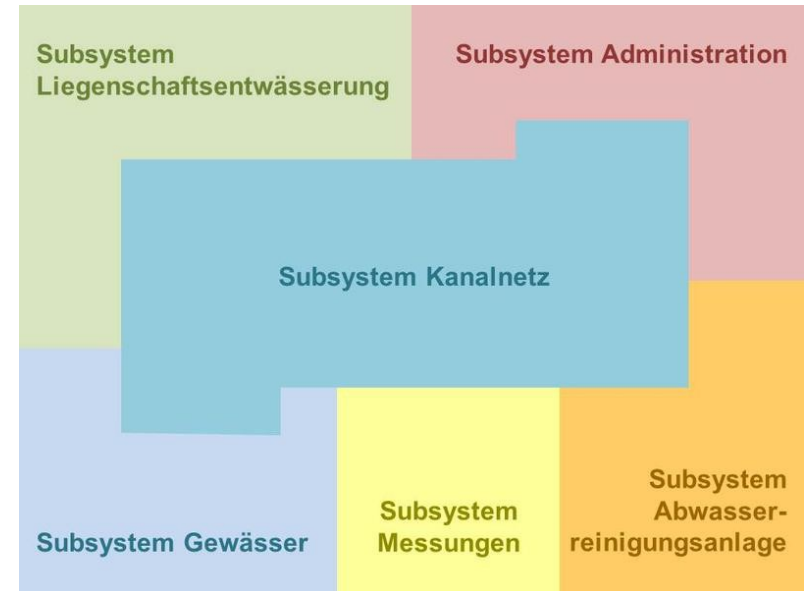 Subsystem
Liegenschaftsentwässerung
Subsystem Administration
Subsystem Kanalnetz
Subsystem Gewässer
Subsystem
Messungen
Subsystem
Abwasser-
reinigungsanlage